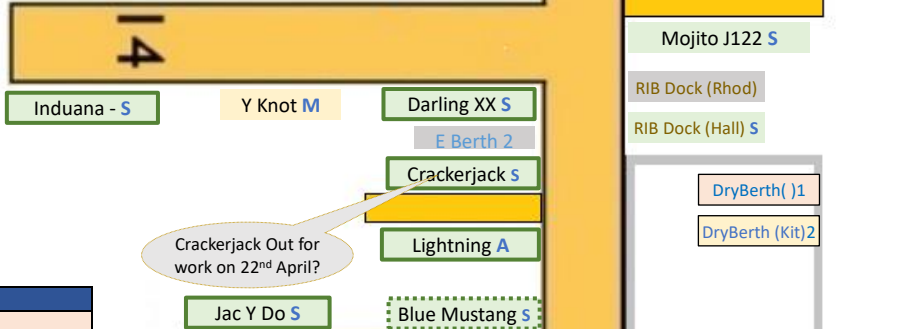 14
Mojito J122 S
RIB Dock (Rhod)
Induana - S
Y Knot M
Darling XX S
RIB Dock (Hall) S
E Berth 2
Crackerjack S
DryBerth( )1
DryBerth (Kit)2
Crackerjack Out for
work on 22nd April?
Lightning A
Jac Y Do S
Blue Mustang S